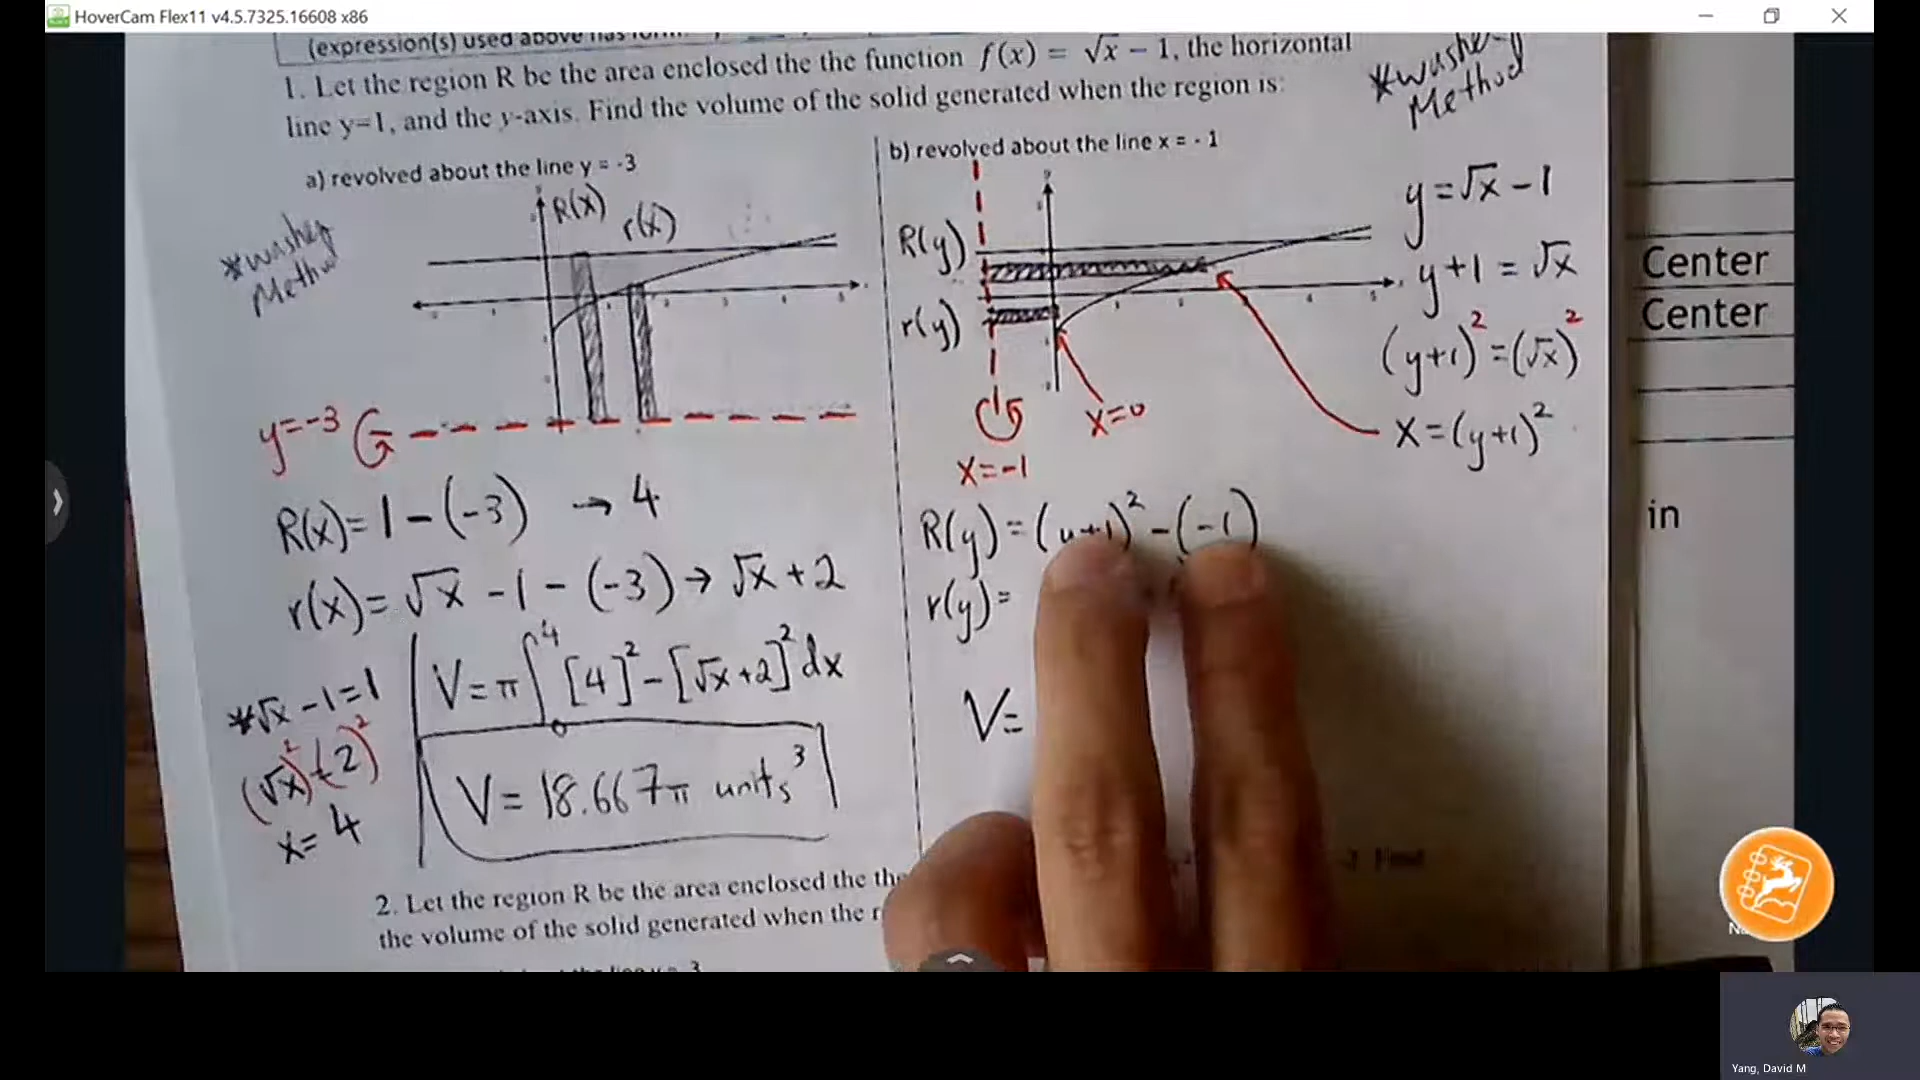 HoverCam Flex11 v4.5.7325.16608 x86
(expression(s) used above has
1. Let the region R be the area enclosed the the function f(x) = √x − 1, the horizontal
line y=1, and the y-axis. Find the volume of the solid generated when the region is:
*Washer
Method
a) revolved about the line y = -3
*Washer
Method
R(x)
r(x)
y=-3
R(x)= 1-(-3) → 4
r(x)= √x -1 - (-3) → √x +2
V=π∫₀⁴ [4]² - [√x +2]² dx
*√x -1=1
(√x)²=(2)²
x= 4
V= 18.667π units³
b) revolved about the line x = - 1
y
R(y)
r(y)
x=0
x=-1
y=√x -1
y+1 = √x
(y+1)²=(√x)²
x=(y+1)²
R(y)=(y+1)²-(-1)
r(y)=
V=
2. Let the region R be the area enclosed the
the volume of the solid generated when the
Find
Center
Center
in
Yang, David M